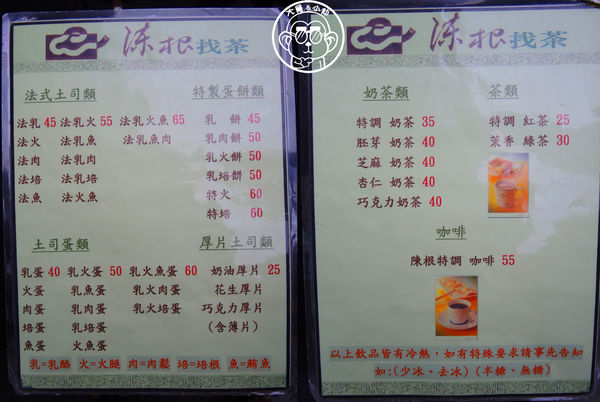 大圓&小豹
涑根找茶
法式土司類
法乳 45 法乳火 55 法乳火魚 65
法火 法乳魚 法乳魚肉
法肉 法乳肉
法培 法乳培
法魚 法火魚
特製蛋餅類
乳 餅 45
乳肉餅 50
乳火餅 50
乳培餅 50
特火 60
特培 60
土司蛋類
乳蛋 40 乳火蛋 50 乳火魚蛋 60
火蛋 乳魚蛋 乳火肉蛋
肉蛋 乳肉蛋 乳火培蛋
培蛋 乳培蛋
魚蛋 火魚蛋
厚片土司類
奶油厚片 25
花生厚片
巧克力厚片
(含薄片)
乳=乳酪 火=火腿 肉=肉鬆 培=培根 魚=鮪魚
涑根找茶
奶茶類
特調 奶茶 35
胚芽 奶茶 40
芝麻 奶茶 40
杏仁 奶茶 40
巧克力奶茶 40
茶類
特調 紅茶 25
茉香 綠茶 30
咖啡
陳根特調 咖啡 55
以上飲品皆有冷熱，如有特殊要求請事先告知
如:(少冰、去冰)(半糖、無糖)